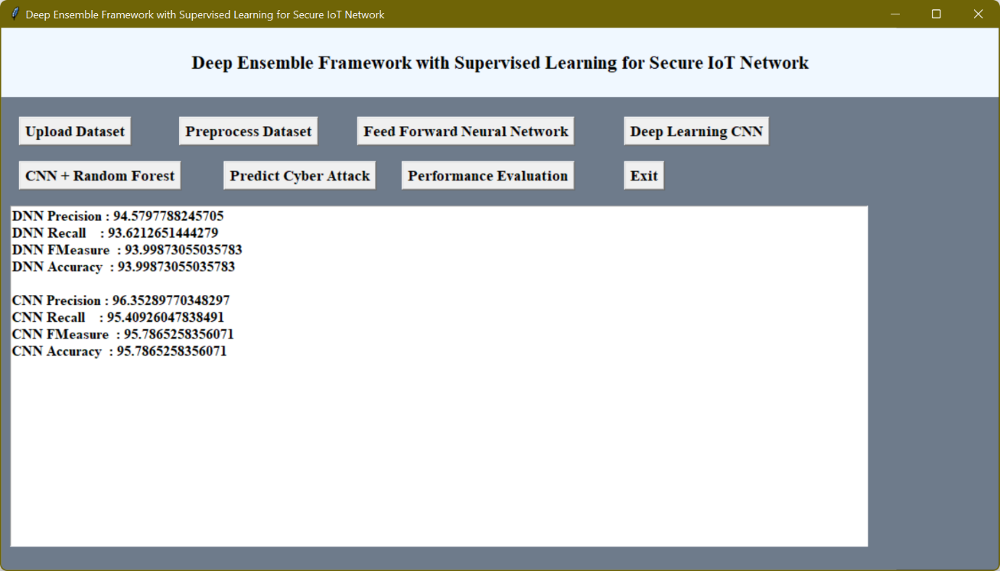 Deep Ensemble Framework with Supervised Learning for Secure IoT Network
Deep Ensemble Framework with Supervised Learning for Secure IoT Network
Upload Dataset Preprocess Dataset Feed Forward Neural Network Deep Learning CNN
CNN + Random Forest Predict Cyber Attack Performance Evaluation Exit
DNN Precision : 94.5797788245705
DNN Recall : 93.6212651444279
DNN FMeasure : 93.99873055035783
DNN Accuracy : 93.99873055035783
CNN Precision : 96.35289770348297
CNN Recall : 95.40926047838491
CNN FMeasure : 95.7865258356071
CNN Accuracy : 95.7865258356071